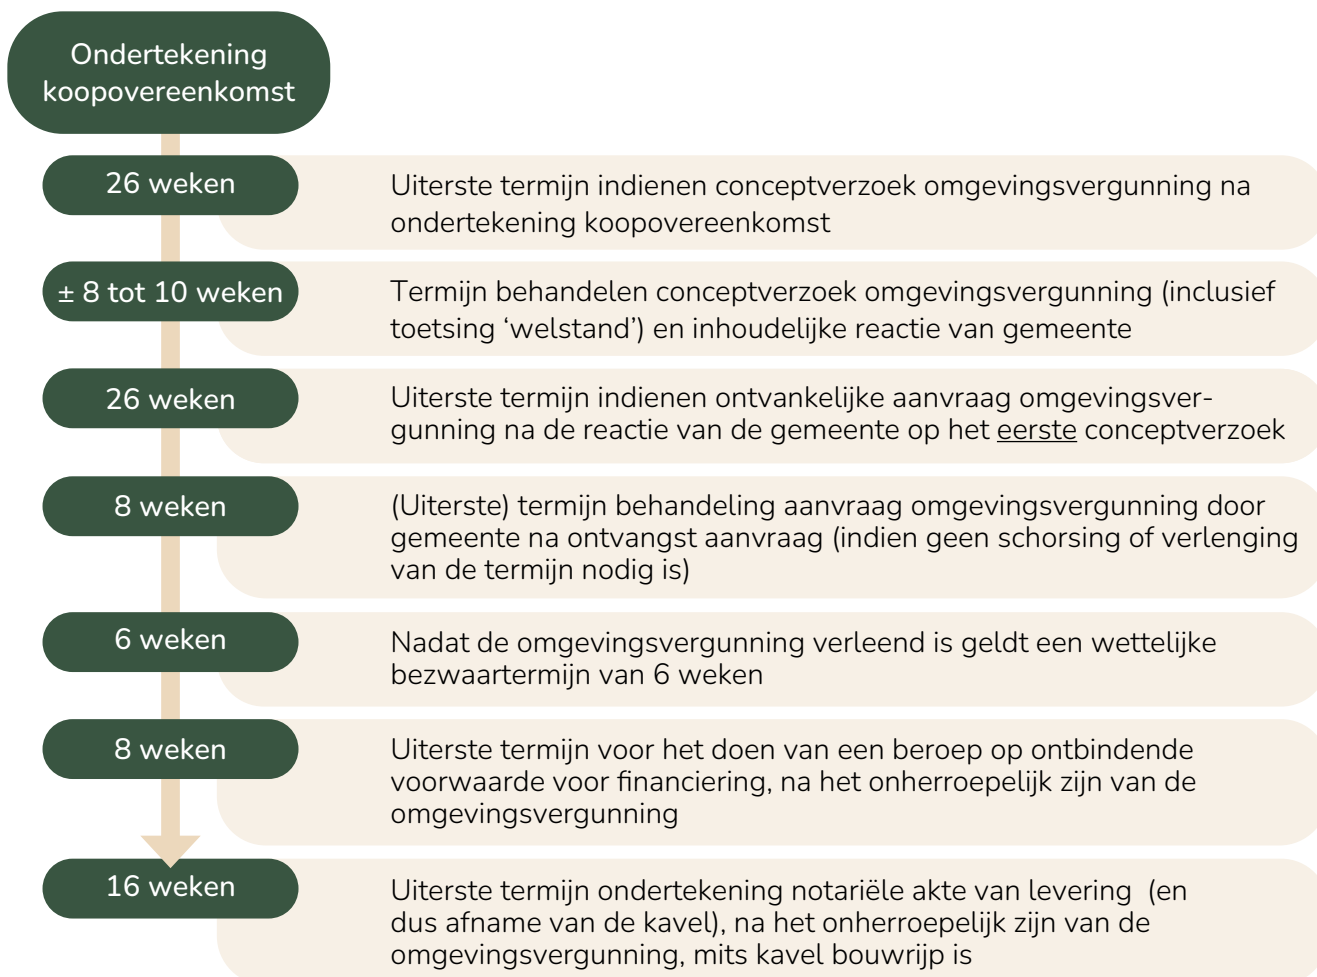 Ondertekening
koopovereenkomst
26 weken
Uiterste termijn indienen conceptverzoek omgevingsvergunning na
ondertekening koopovereenkomst
± 8 tot 10 weken
Termijn behandelen conceptverzoek omgevingsvergunning (inclusief
toetsing ‘welstand’) en inhoudelijke reactie van gemeente
26 weken
Uiterste termijn indienen ontvankelijke aanvraag omgevingsver-
gunning na de reactie van de gemeente op het eerste conceptverzoek
8 weken
(Uiterste) termijn behandeling aanvraag omgevingsvergunning door
gemeente na ontvangst aanvraag (indien geen schorsing of verlenging
van de termijn nodig is)
6 weken
Nadat de omgevingsvergunning verleend is geldt een wettelijke
bezwaartermijn van 6 weken
8 weken
Uiterste termijn voor het doen van een beroep op ontbindende
voorwaarde voor financiering, na het onherroepelijk zijn van de
omgevingsvergunning
16 weken
Uiterste termijn ondertekening notariële akte van levering (en
dus afname van de kavel), na het onherroepelijk zijn van de
omgevingsvergunning, mits kavel bouwrijp is